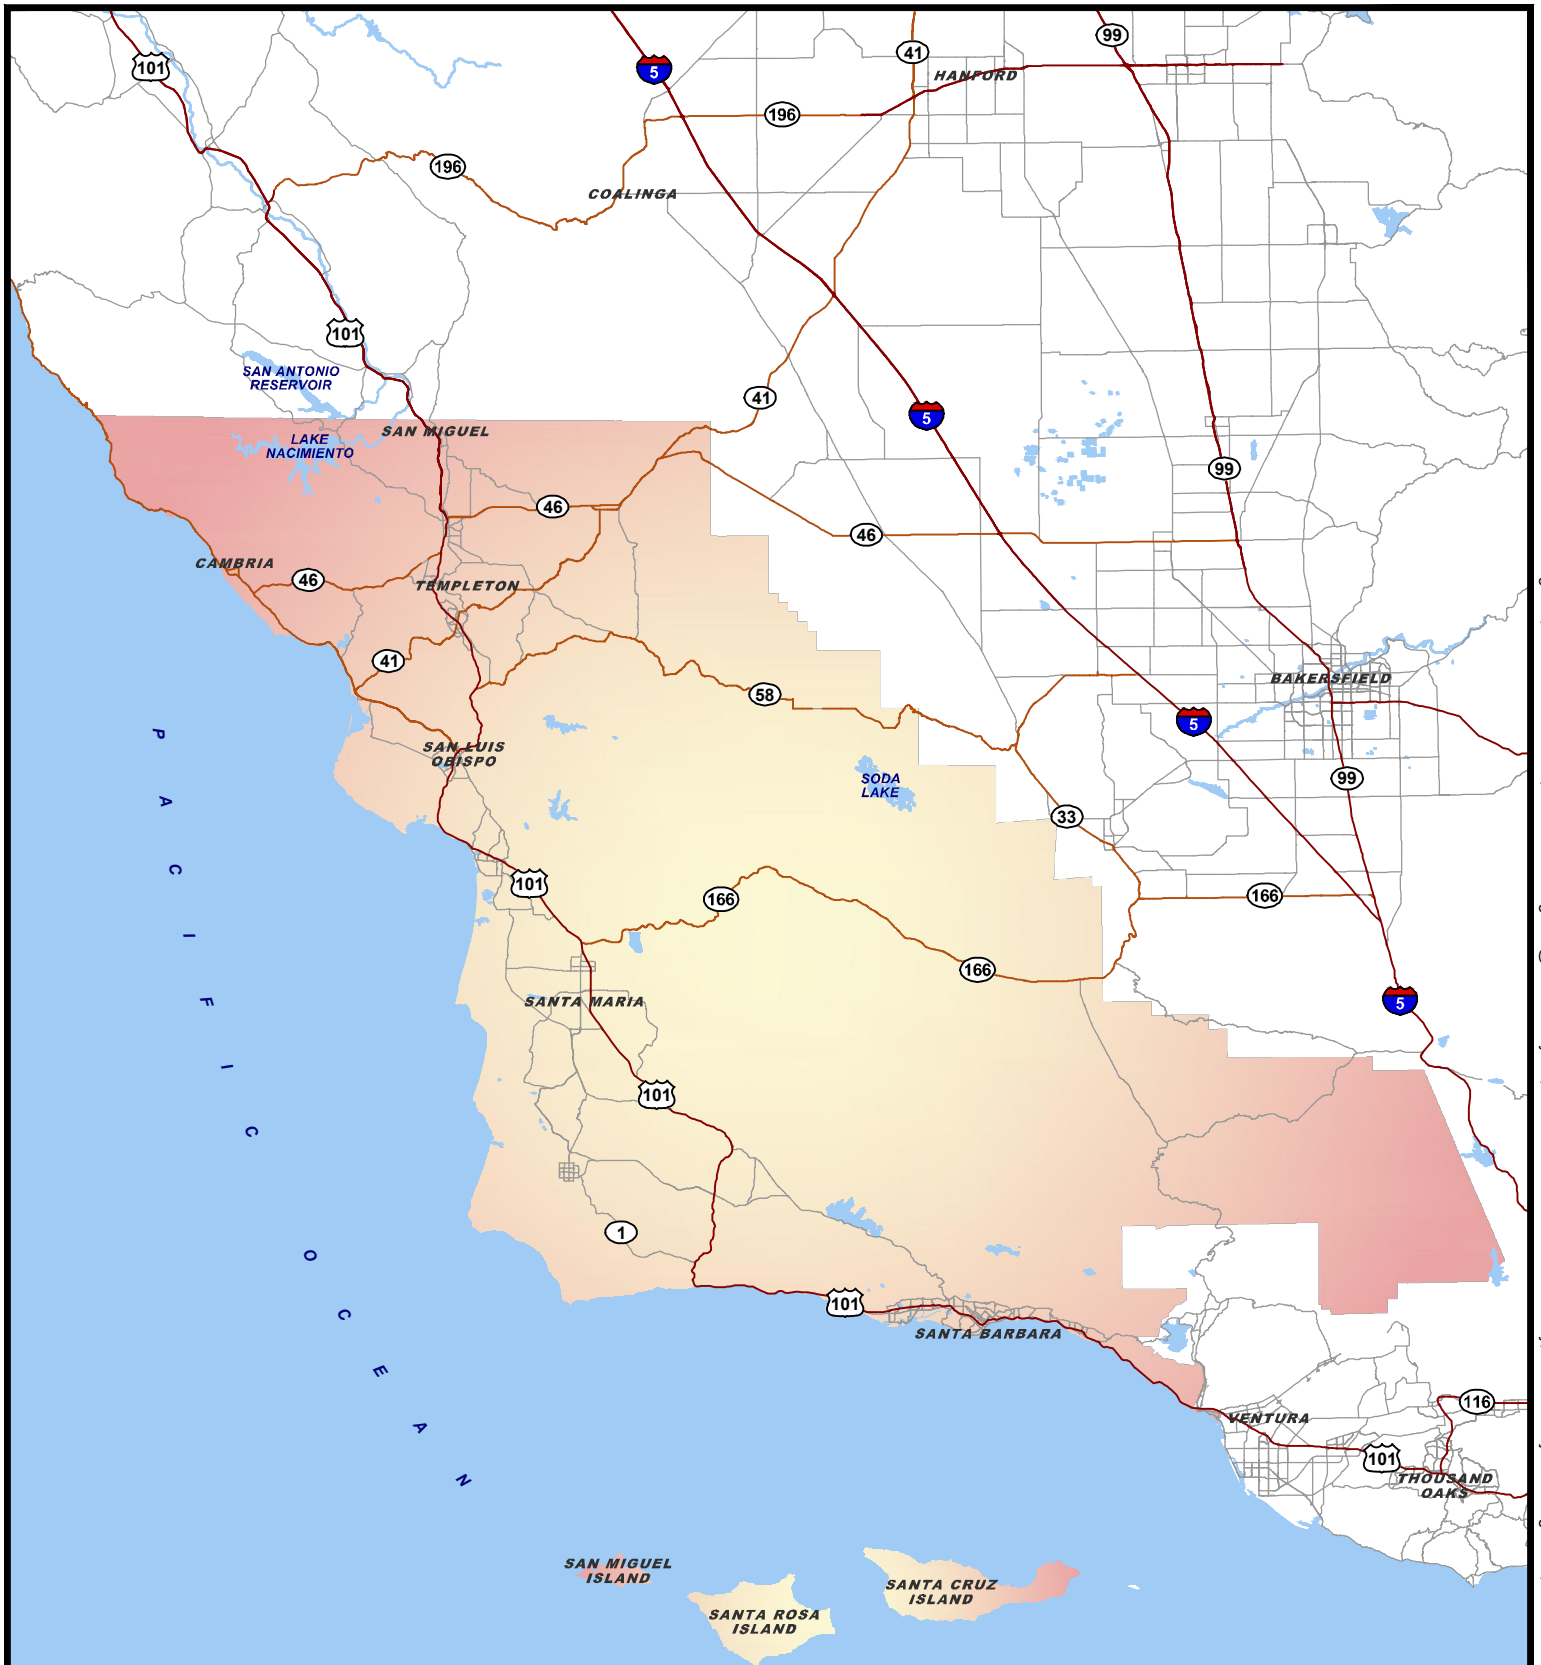 99
41
101
5
HANFORD
196
196
COALINGA
101
SAN ANTONIO
RESERVOIR
41
5
SAN MIGUEL
LAKE
NACIMIENTO
99
46
46
CAMBRIA
46
TEMPLETON
41
BAKERSFIELD
58
5
PACIFIC OCEAN
SAN LUIS
OBISPO
SODA
LAKE
99
33
101
166
166
166
SANTA MARIA
5
101
1
101
SANTA BARBARA
116
VENTURA
101
THOUSAND
OAKS
SAN MIGUEL
ISLAND
SANTA CRUZ
ISLAND
SANTA ROSA
ISLAND